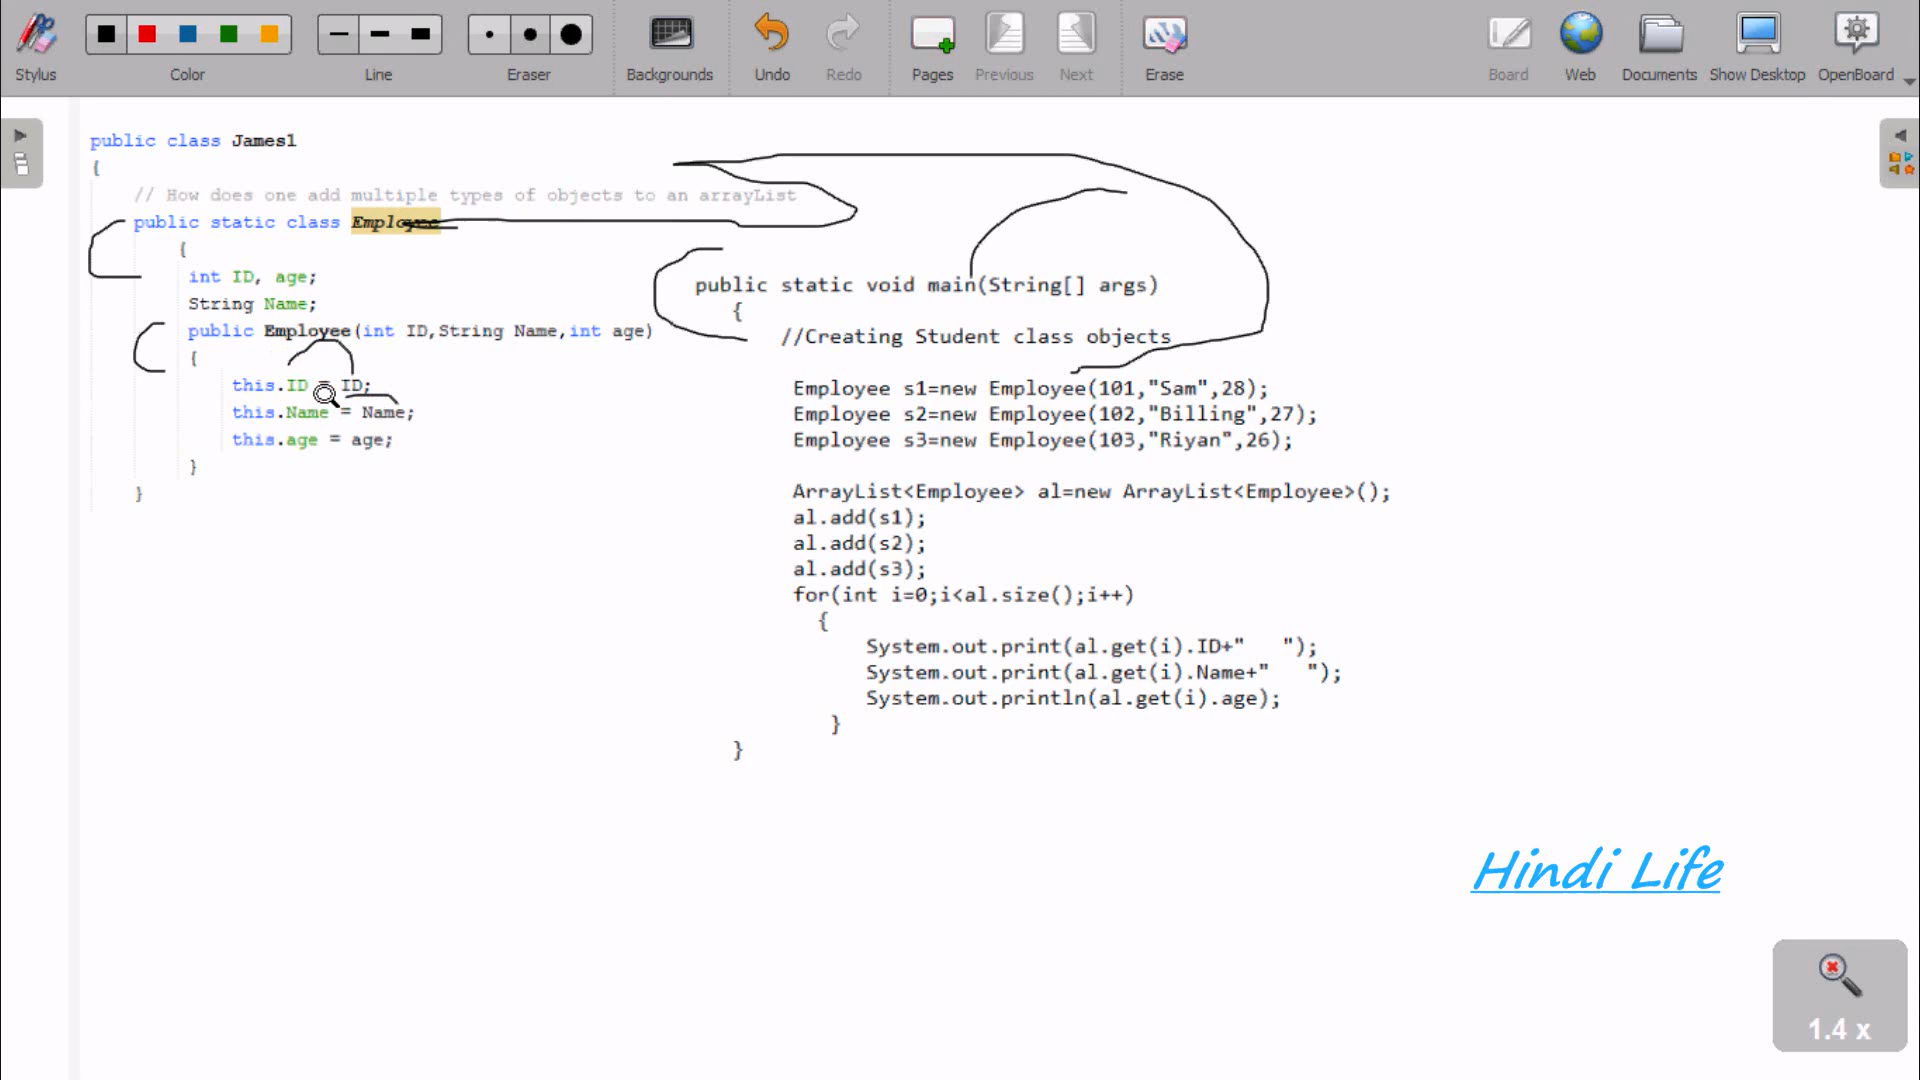 Stylus
Color
Line
Eraser
Backgrounds
Undo
Redo
Pages
Previous
Next
Erase
Board
Web
Documents
Show Desktop
OpenBoard
public class James1
{
// How does one add multiple types of objects to an arrayList
public static class Employee
{
int ID, age;
String Name;
public Employee(int ID,String Name,int age)
{
this.ID = ID;
this.Name = Name;
this.age = age;
}
}
public static void main(String[] args)
{
//Creating Student class objects
Employee s1=new Employee(101,"Sam",28);
Employee s2=new Employee(102,"Billing",27);
Employee s3=new Employee(103,"Riyan",26);
ArrayList<Employee> al=new ArrayList<Employee>();
al.add(s1);
al.add(s2);
al.add(s3);
for(int i=0;i<al.size();i++)
{
System.out.print(al.get(i).ID+"   ");
System.out.print(al.get(i).Name+"   ");
System.out.println(al.get(i).age);
}
}
Hindi Life
1.4 x